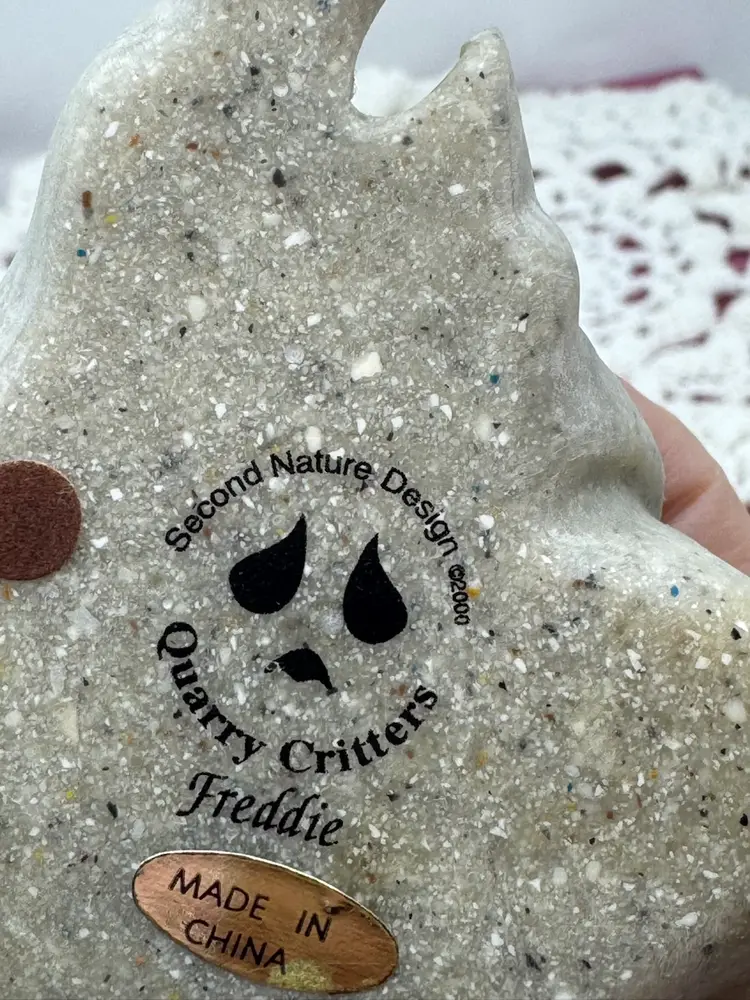 Second Nature Design ©2000
Quarry Critters
Freddie
MADE IN
CHINA